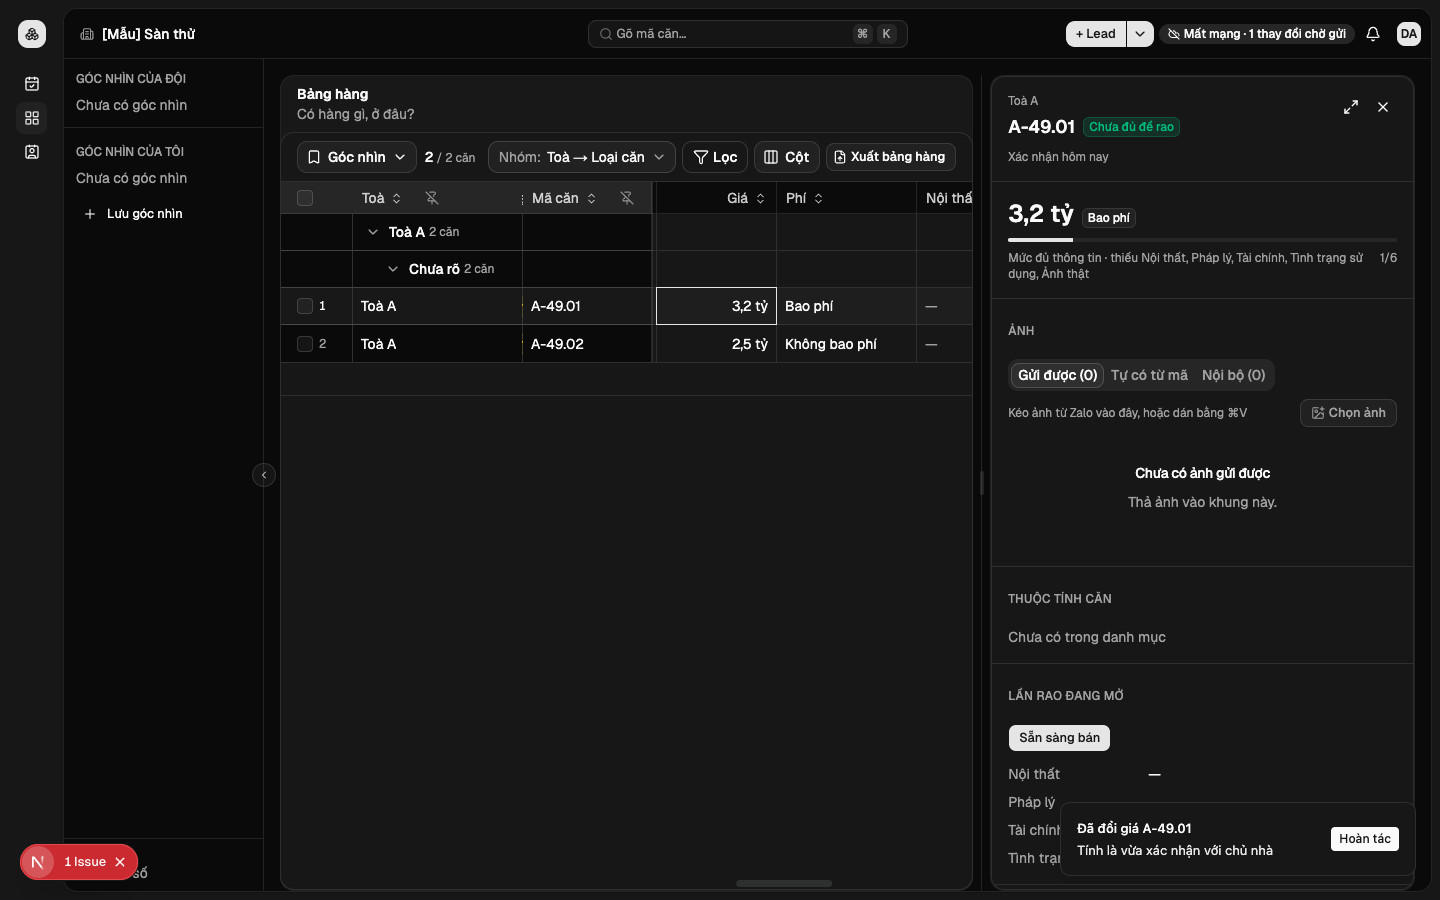 [Mẫu] Sàn thử
Gõ mã căn...
⌘ K
+ Lead
Mất mạng · 1 thay đổi chờ gửi
DA
GÓC NHÌN CỦA ĐỘI
Chưa có góc nhìn
GÓC NHÌN CỦA TÔI
Chưa có góc nhìn
Lưu góc nhìn
số
N 1 Issue
Bảng hàng
Có hàng gì, ở đâu?
Góc nhìn
2 / 2 căn
Nhóm: Toà → Loại căn
Lọc
Cột
Xuất bảng hàng
Toà Mã căn Giá Phí Nội thấ
Toà A 2 căn
Chưa rõ 2 căn
1 Toà A A-49.01 3,2 tỷ Bao phí —
2 Toà A A-49.02 2,5 tỷ Không bao phí —
Toà A
A-49.01 Chưa đủ để rao
Xác nhận hôm nay
3,2 tỷ Bao phí
Mức đủ thông tin · thiếu Nội thất, Pháp lý, Tài chính, Tình trạng sử 1/6
dụng, Ảnh thật
ẢNH
Gửi được (0) Tự có từ mã Nội bộ (0)
Kéo ảnh từ Zalo vào đây, hoặc dán bằng ⌘V Chọn ảnh
Chưa có ảnh gửi được
Thả ảnh vào khung này.
THUỘC TÍNH CĂN
Chưa có trong danh mục
LẦN RAO ĐANG MỞ
Sẵn sàng bán
Nội thất —
Pháp lý
Tài chính
Tình trạ
Đã đổi giá A-49.01
Tính là vừa xác nhận với chủ nhà
Hoàn tác